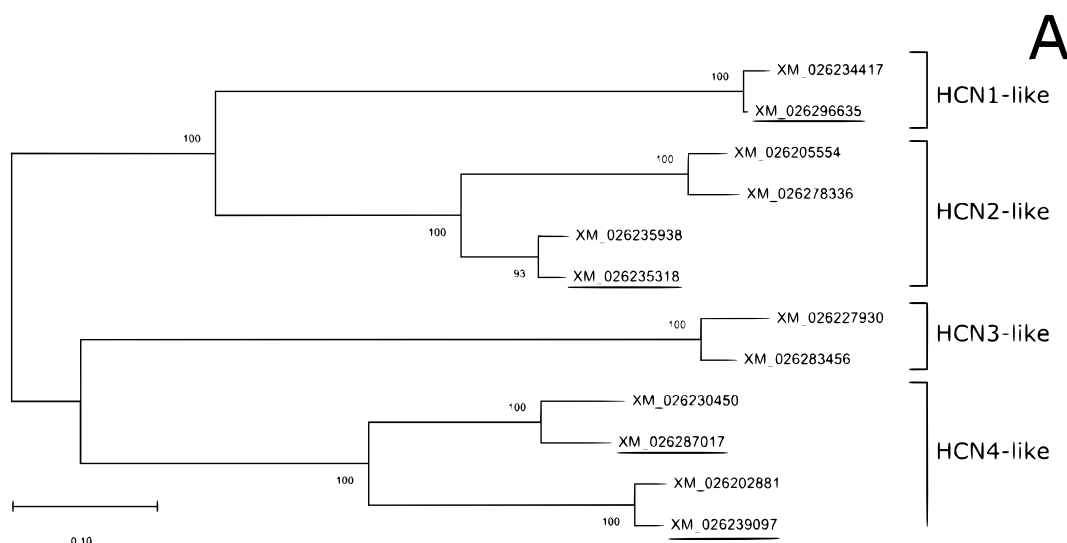 A
100
XM_026234417
XM_026296635
HCN1-like
100
100
XM_026205554
XM_026278336
HCN2-like
100
XM_026235938
93
XM_026235318
100
XM_026227930
XM_026283456
HCN3-like
100
XM_026230450
XM_026287017
HCN4-like
100
XM_026202881
100
XM_026239097
0.10